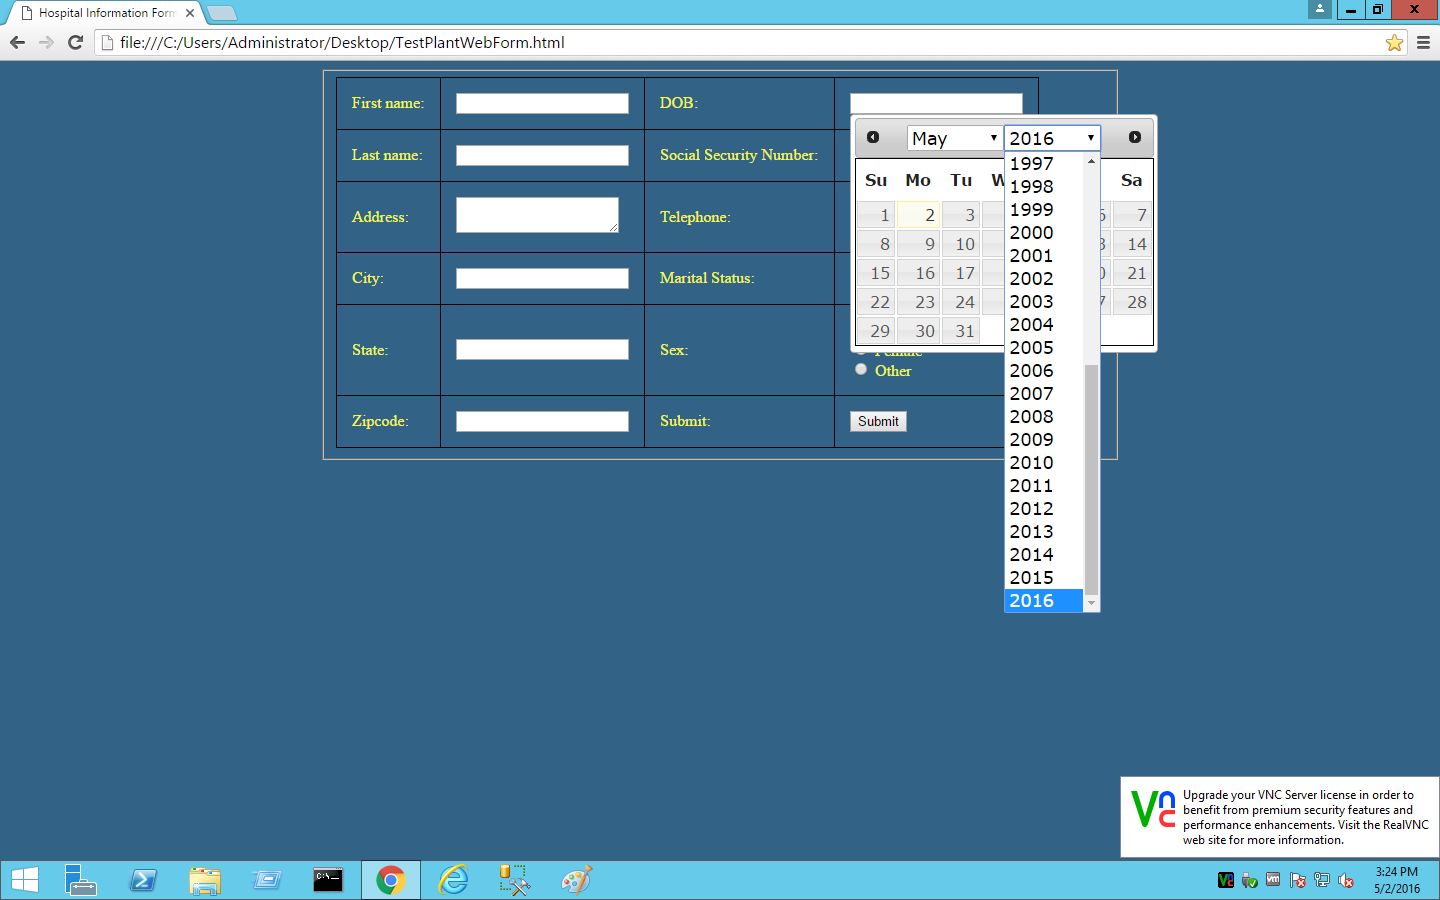 Hospital Information Form
file:///C:/Users/Administrator/Desktop/TestPlantWebForm.html
First name:
DOB:
Last name:
Social Security Number:
Address:
Telephone:
City:
Marital Status:
State:
Sex:
Female
Other
Zipcode:
Submit:
Submit
May
2016
Su Mo Tu W Sa
1 2 3 7
8 9 10 14
15 16 17 21
22 23 24 28
29 30 31
1997
1998
1999
2000
2001
2002
2003
2004
2005
2006
2007
2008
2009
2010
2011
2012
2013
2014
2015
2016
Upgrade your VNC Server license in order to
benefit from premium security features and
performance enhancements. Visit the RealVNC
web site for more information.
3:24 PM
5/2/2016